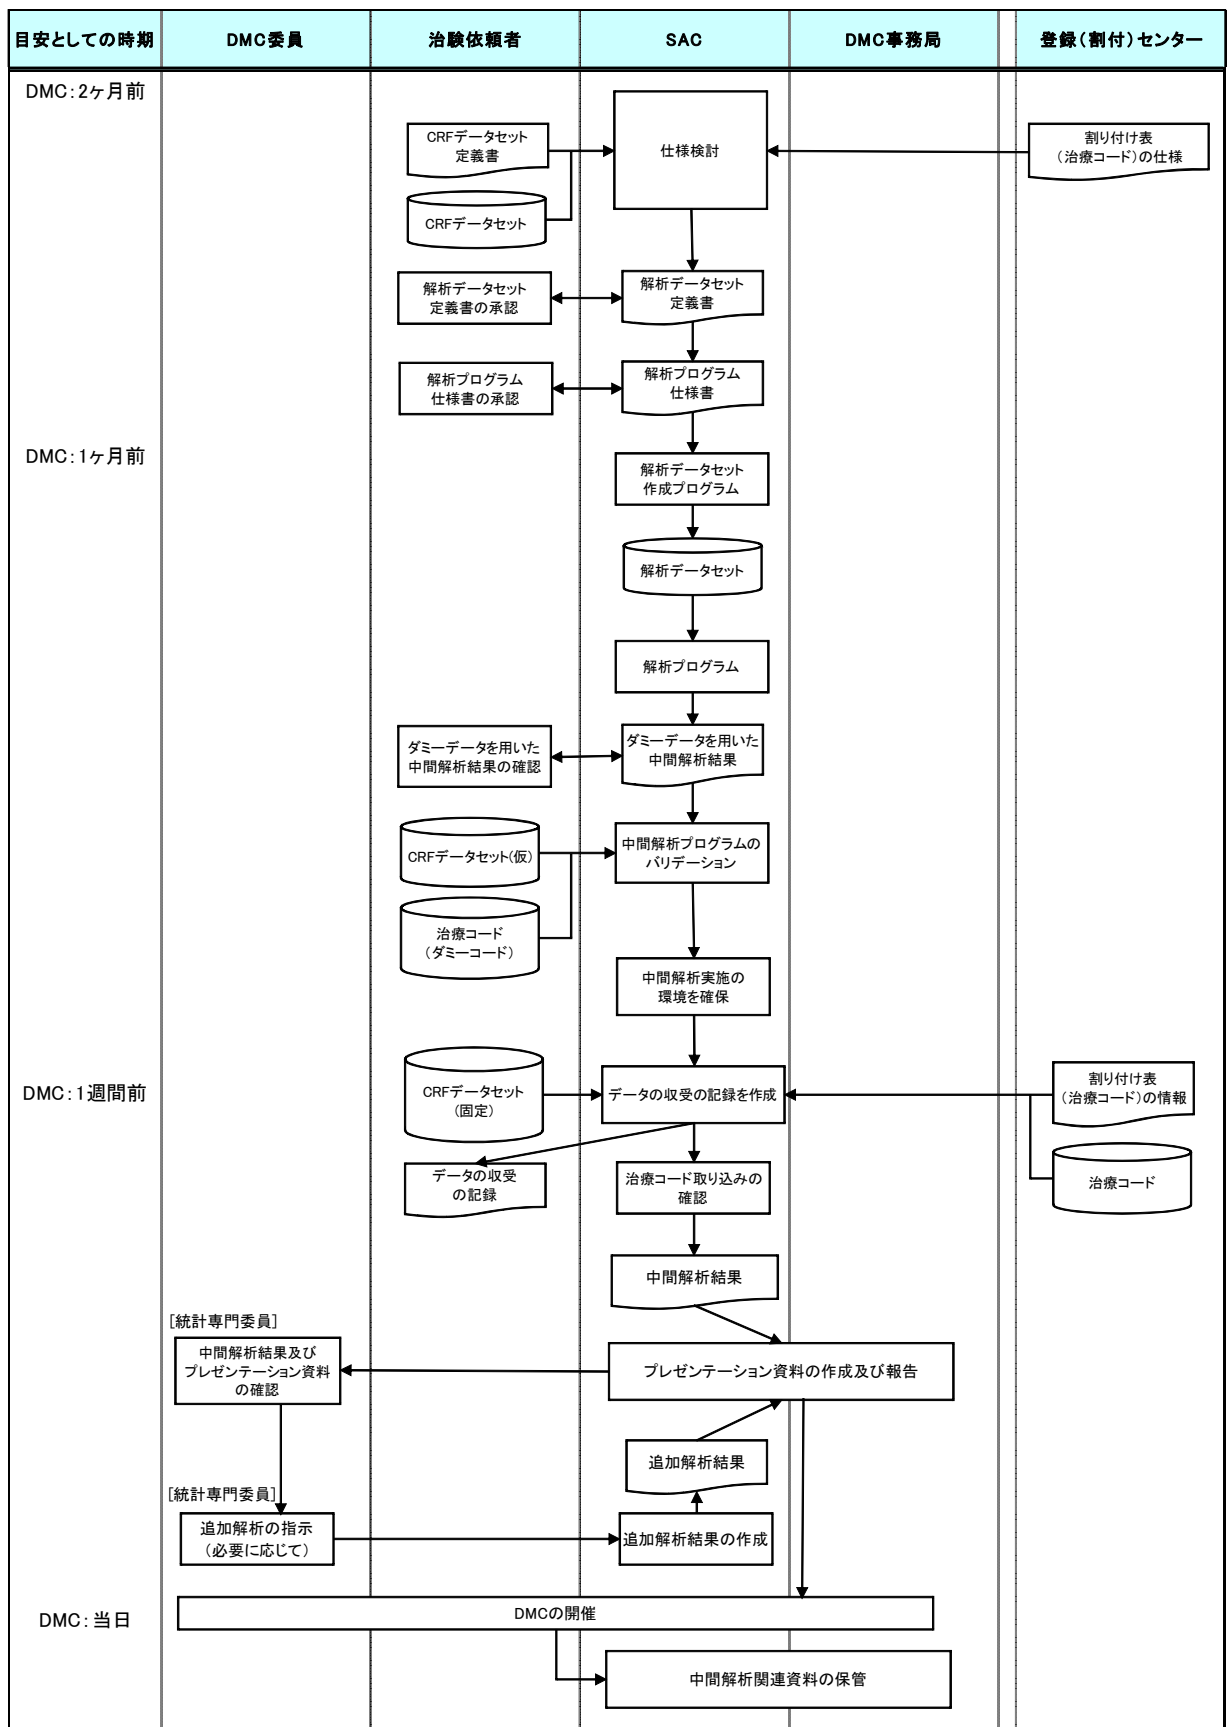 目安としての時期
DMC委員
治験依頼者
SAC
DMC事務局
登録(割付)センター
DMC:2ヶ月前
CRFデータセット
定義書
仕様検討
割り付け表
(治療コード)の仕様
CRFデータセット
解析データセット
定義書の承認
解析データセット
定義書
解析プログラム
仕様書の承認
解析プログラム
仕様書
DMC:1ヶ月前
解析データセット
作成プログラム
解析データセット
解析プログラム
ダミーデータを用いた
中間解析結果の確認
ダミーデータを用いた
中間解析結果
CRFデータセット(仮)
中間解析プログラムの
バリデーション
治療コード
(ダミーコード)
中間解析実施の
環境を確保
DMC:1週間前
CRFデータセット
(固定)
データの収受の記録を作成
割り付け表
(治療コード)の情報
データの収受
の記録
治療コード取り込みの
確認
治療コード
中間解析結果
[統計専門委員]
中間解析結果及び
プレゼンテーション資料
の確認
プレゼンテーション資料の作成及び報告
追加解析結果
[統計専門委員]
追加解析の指示
(必要に応じて)
追加解析結果の作成
DMC:当日
DMCの開催
中間解析関連資料の保管